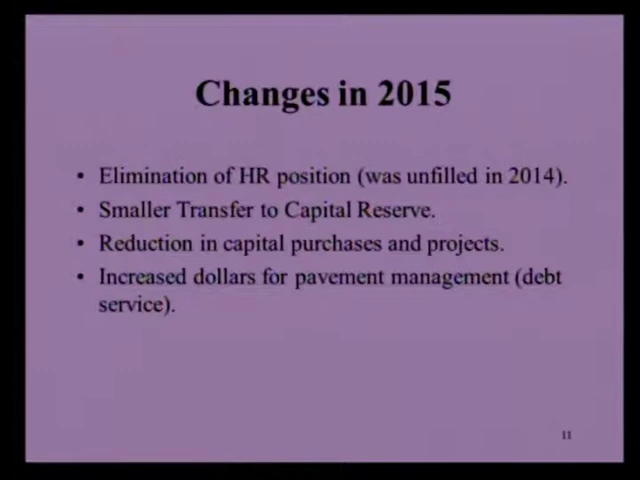 Changes in 2015
• Elimination of HR position (was unfilled in 2014).
• Smaller Transfer to Capital Reserve.
• Reduction in capital purchases and projects.
• Increased dollars for pavement management (debt
service).
11